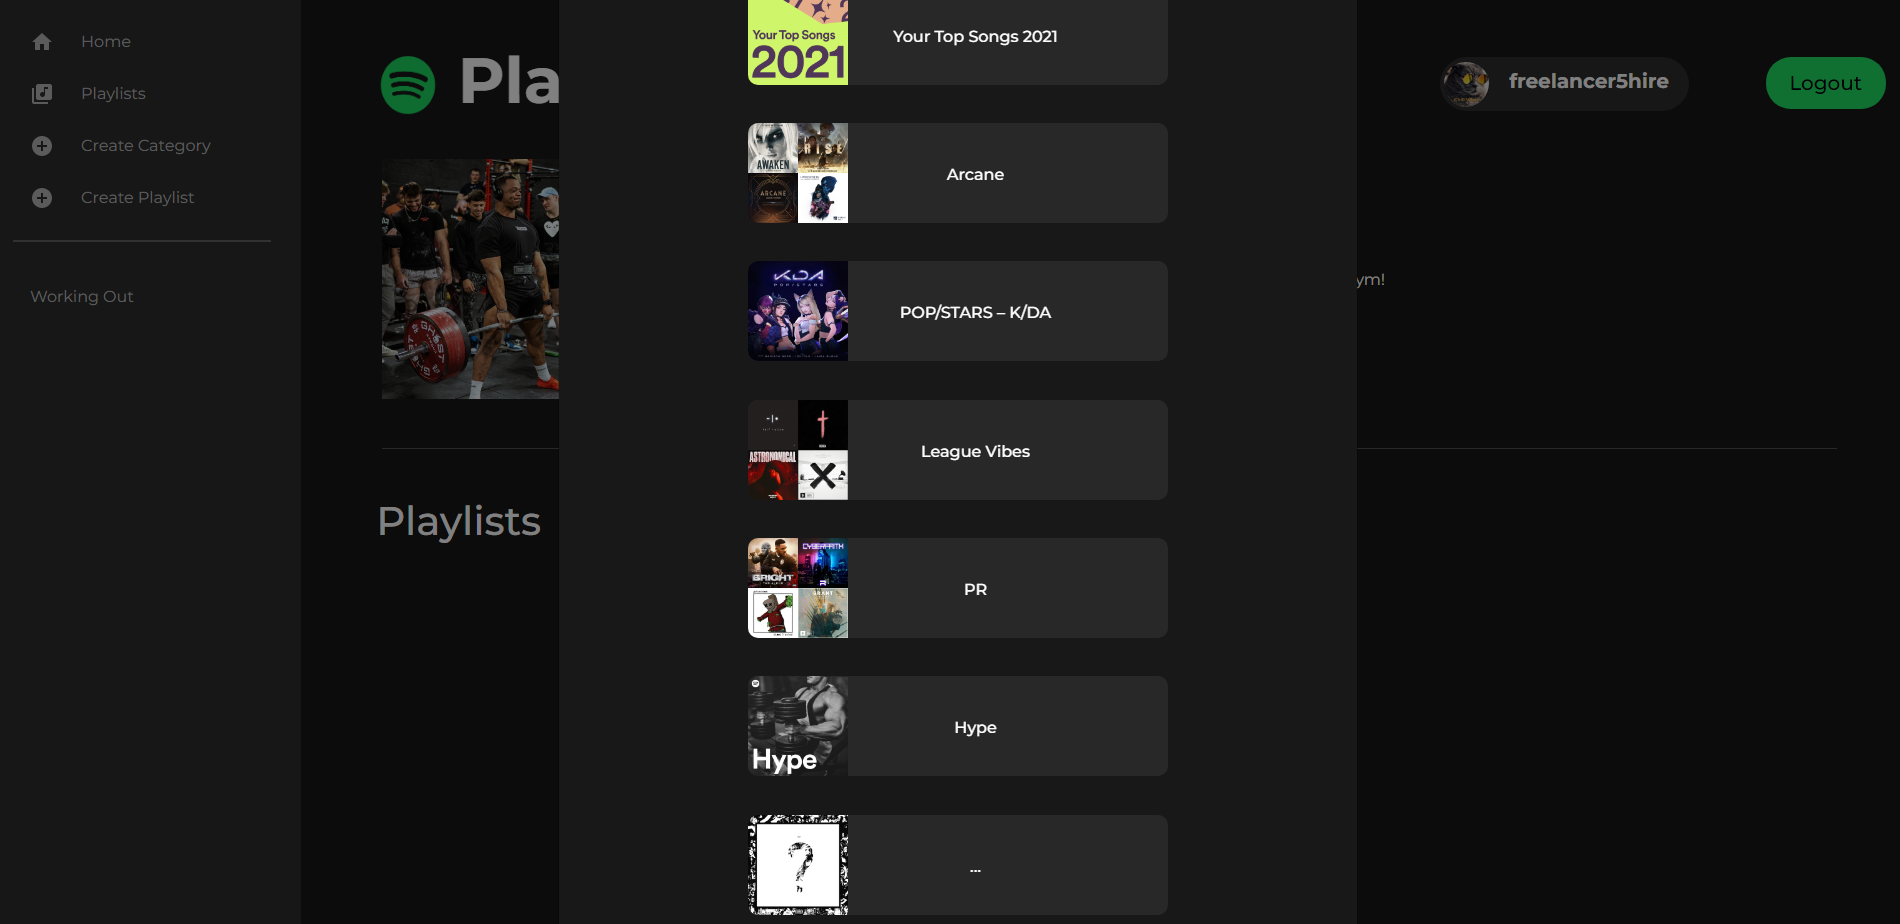 Home
Playlists
Create Category
Create Playlist
Working Out
Pla
freelancer5hire
Logout
ym!
Playlists
Your Top Songs
2021
Your Top Songs 2021
AWAKEN
RISE
ARCANE
Arcane
K/DA
POP/STARS
POP/STARS – K/DA
ASTRONOMICAL
League Vibes
BRIGHT
CYBERFAITH
PR
Hype
Hype
?
...